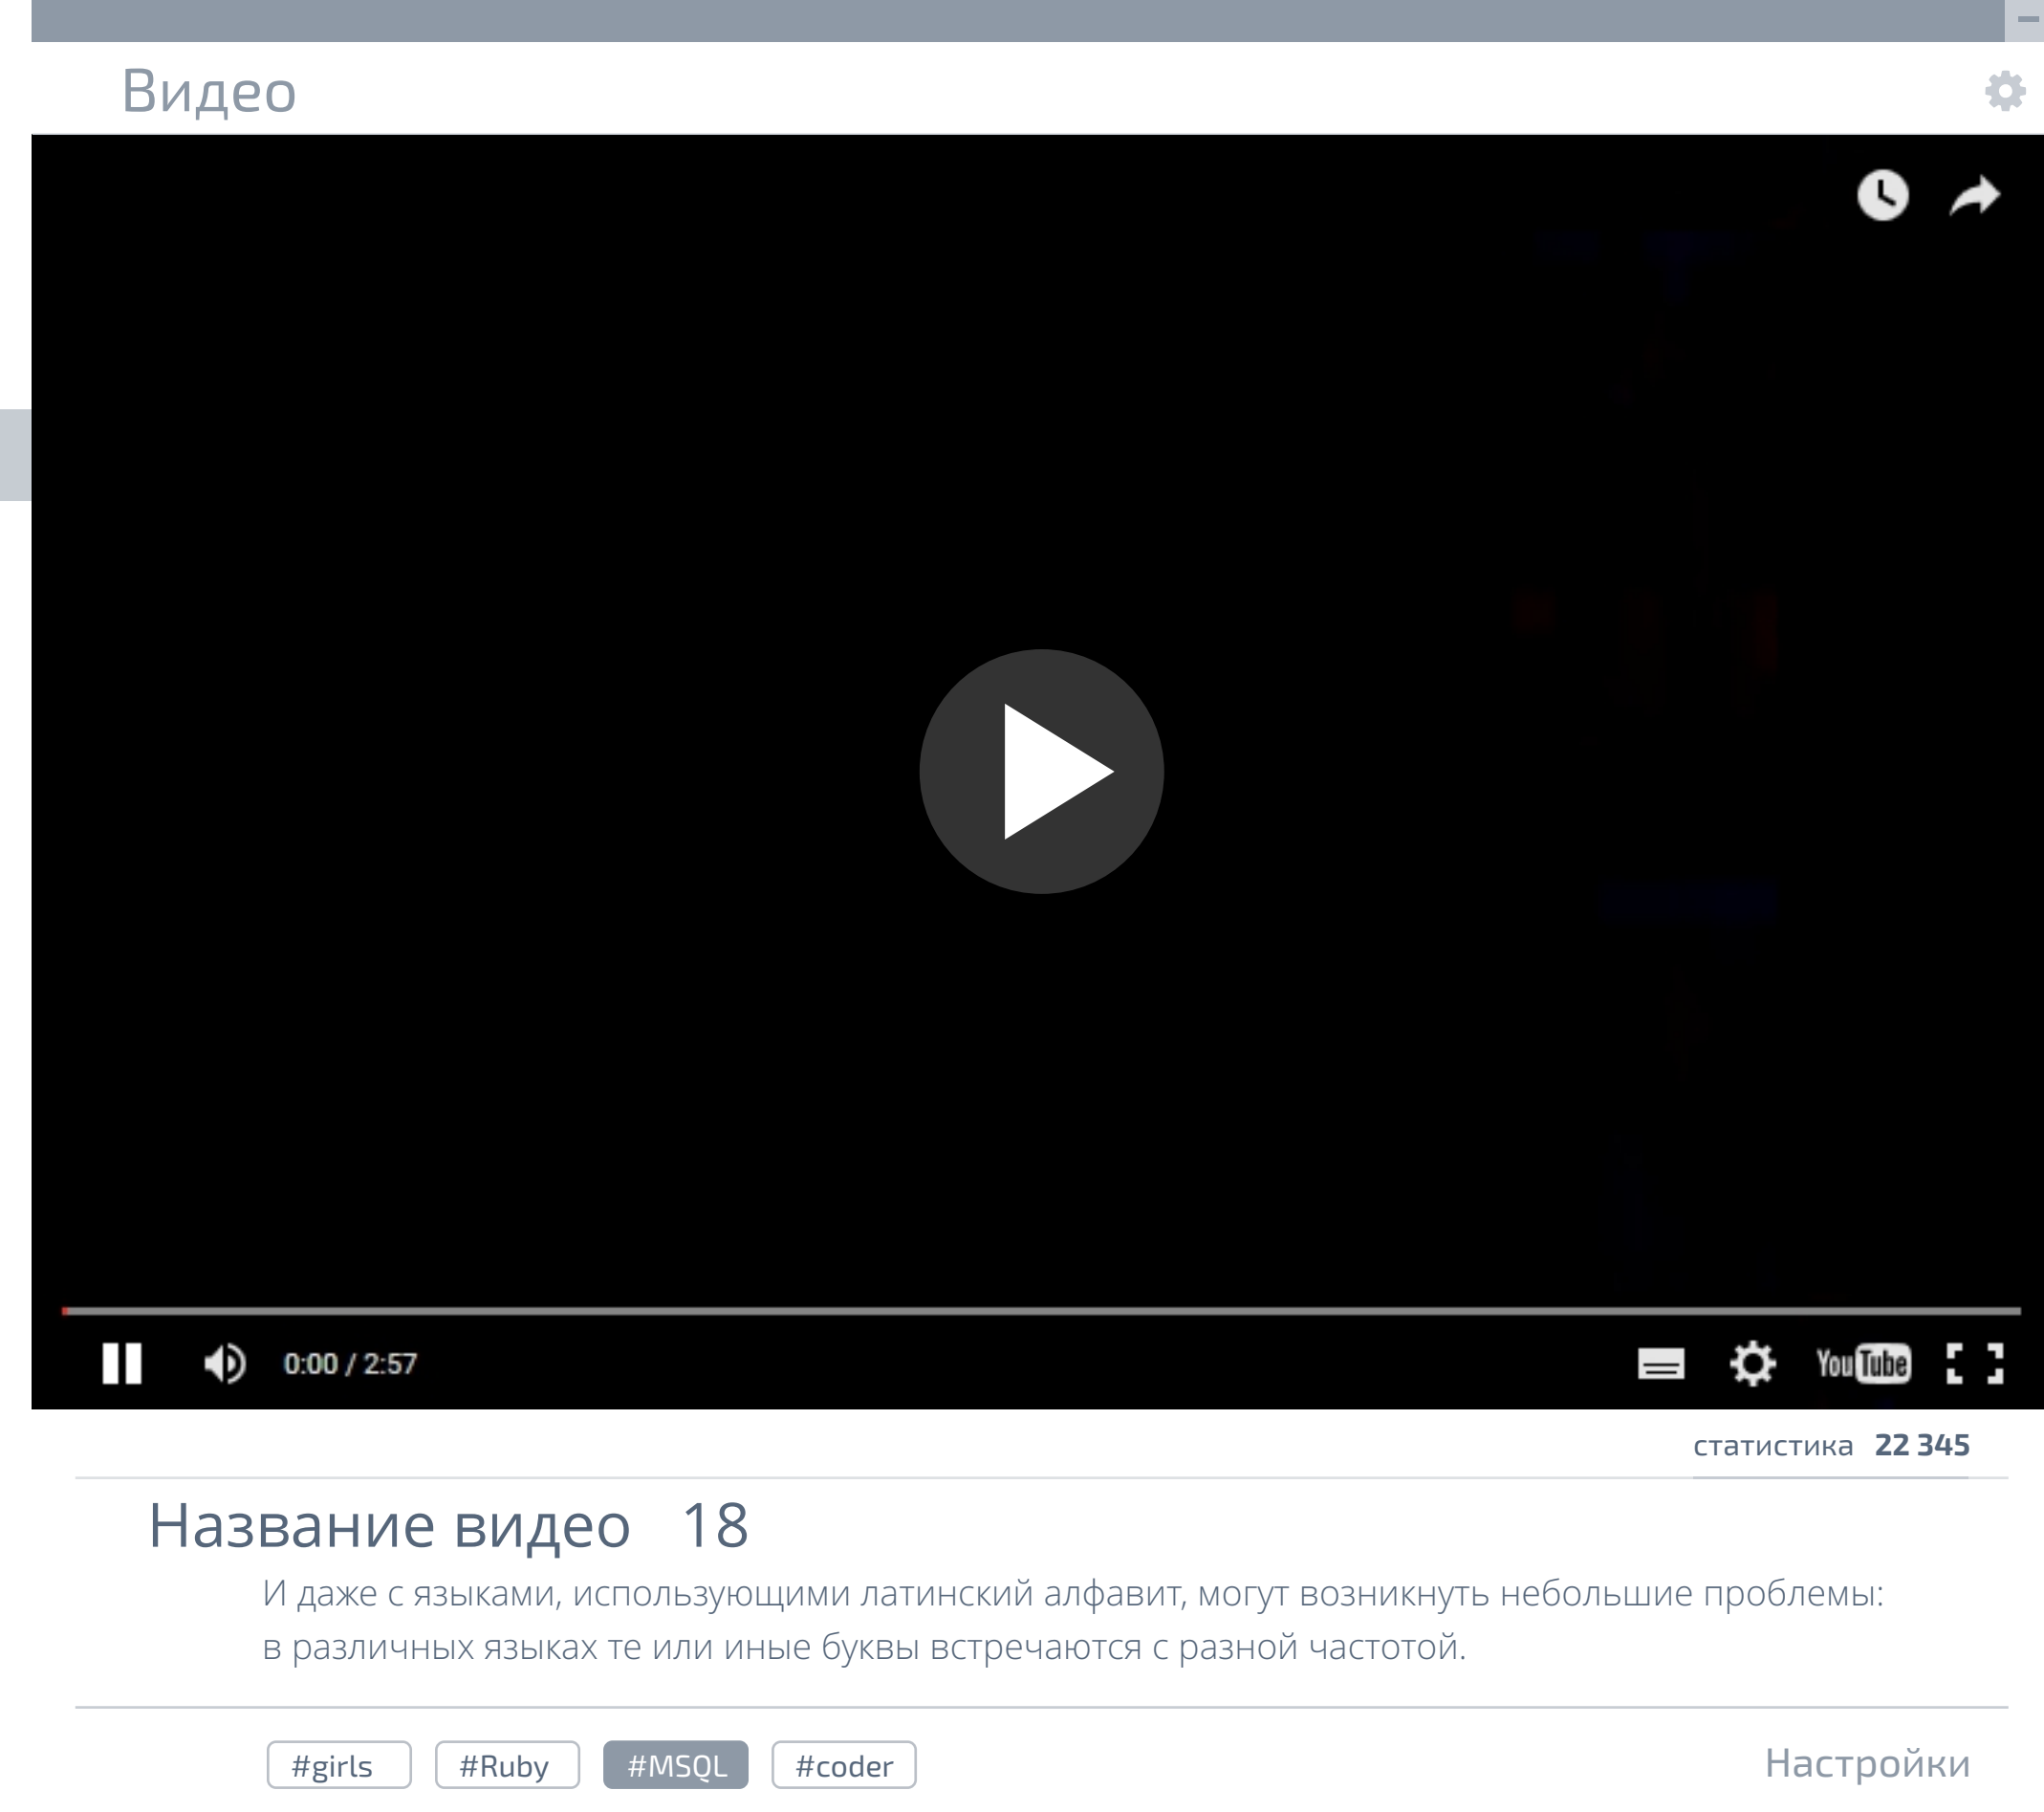 Видео
0:00 / 2:57
YouTube
статистика 22 345
Название видео 18
И даже с языками, использующими латинский алфавит, могут возникнуть небольшие проблемы:
в различных языках те или иные буквы встречаются с разной частотой.
#girls #Ruby #MSQL #coder Настройки